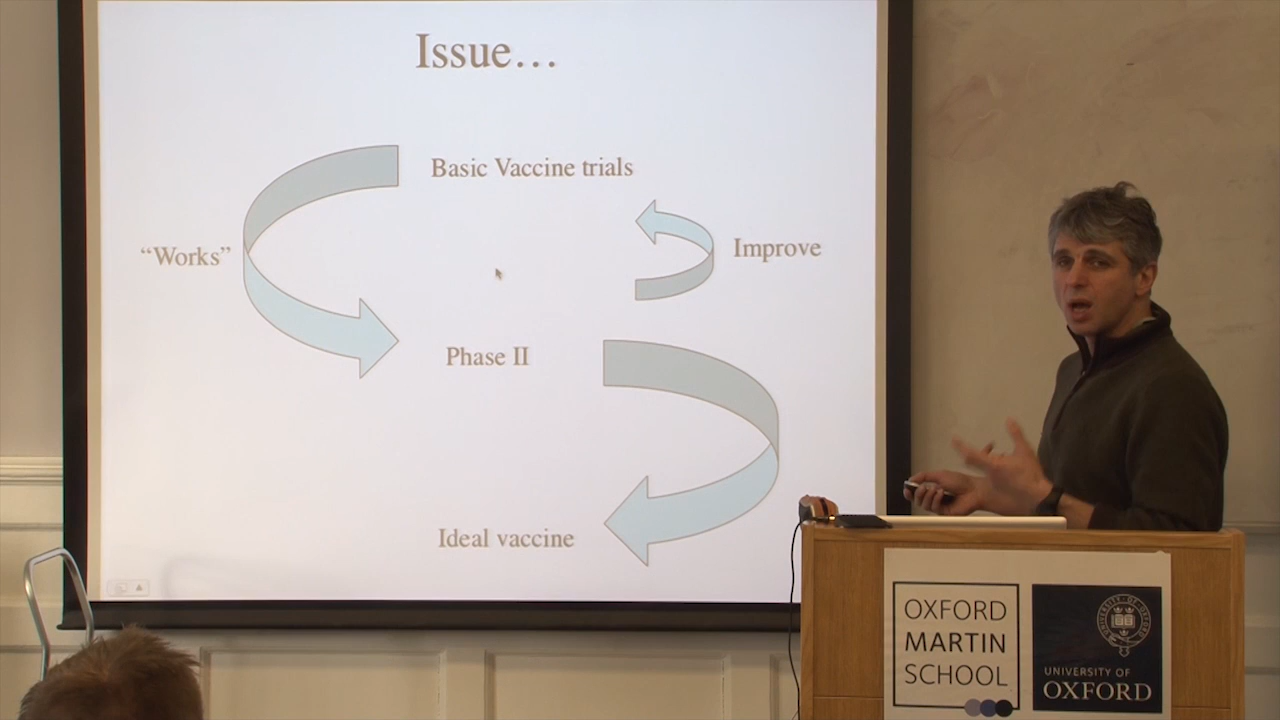 Issue…
Basic Vaccine trials
“Works”
Improve
Phase II
Ideal vaccine
OXFORD
MARTIN
SCHOOL
UNIVERSITY OF
OXFORD